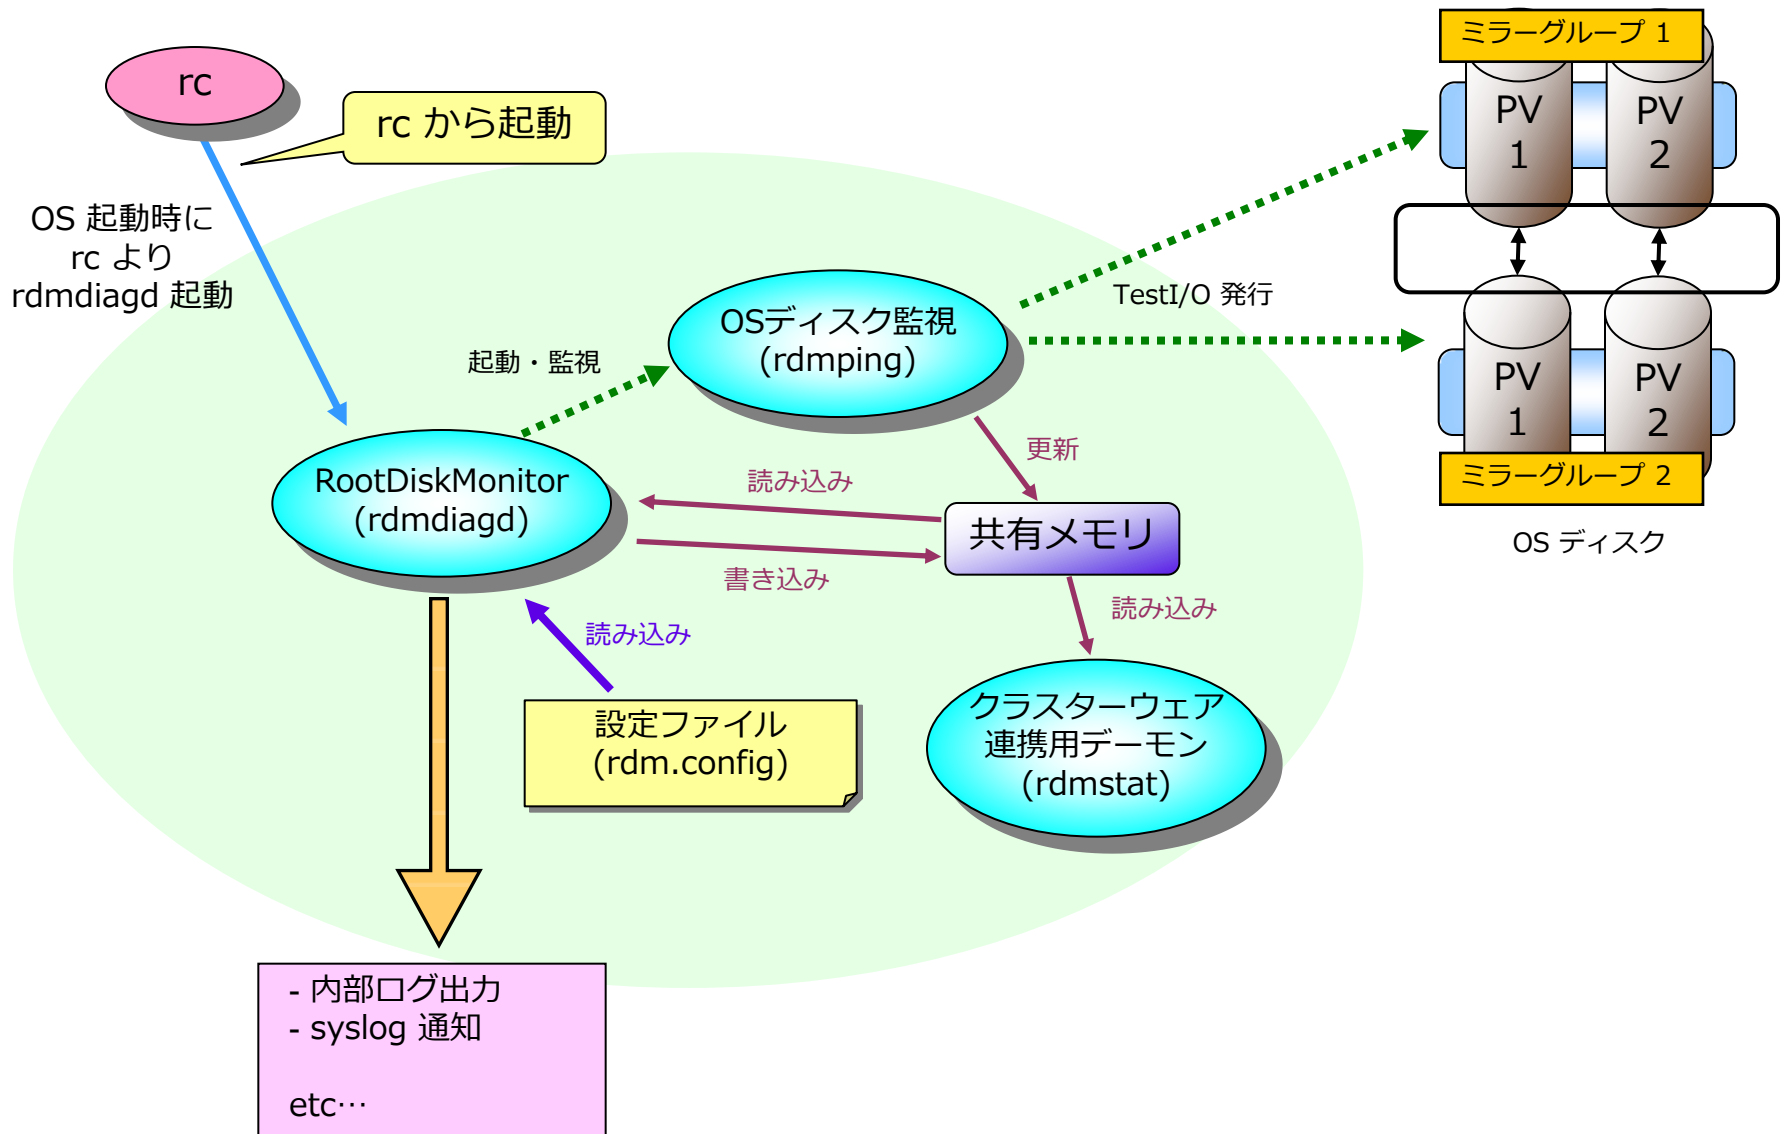 rc
rc から起動
OS 起動時に
rc より
rdmdiagd 起動
ミラーグループ 1
PV
1
PV
2
TestI/O 発行
OSディスク監視
(rdmping)
起動・監視
PV
1
PV
2
ミラーグループ 2
OS ディスク
RootDiskMonitor
(rdmdiagd)
更新
読み込み
共有メモリ
書き込み
読み込み
読み込み
設定ファイル
(rdm.config)
クラスターウェア
連携用デーモン
(rdmstat)
- 内部ログ出力
- syslog 通知
etc…